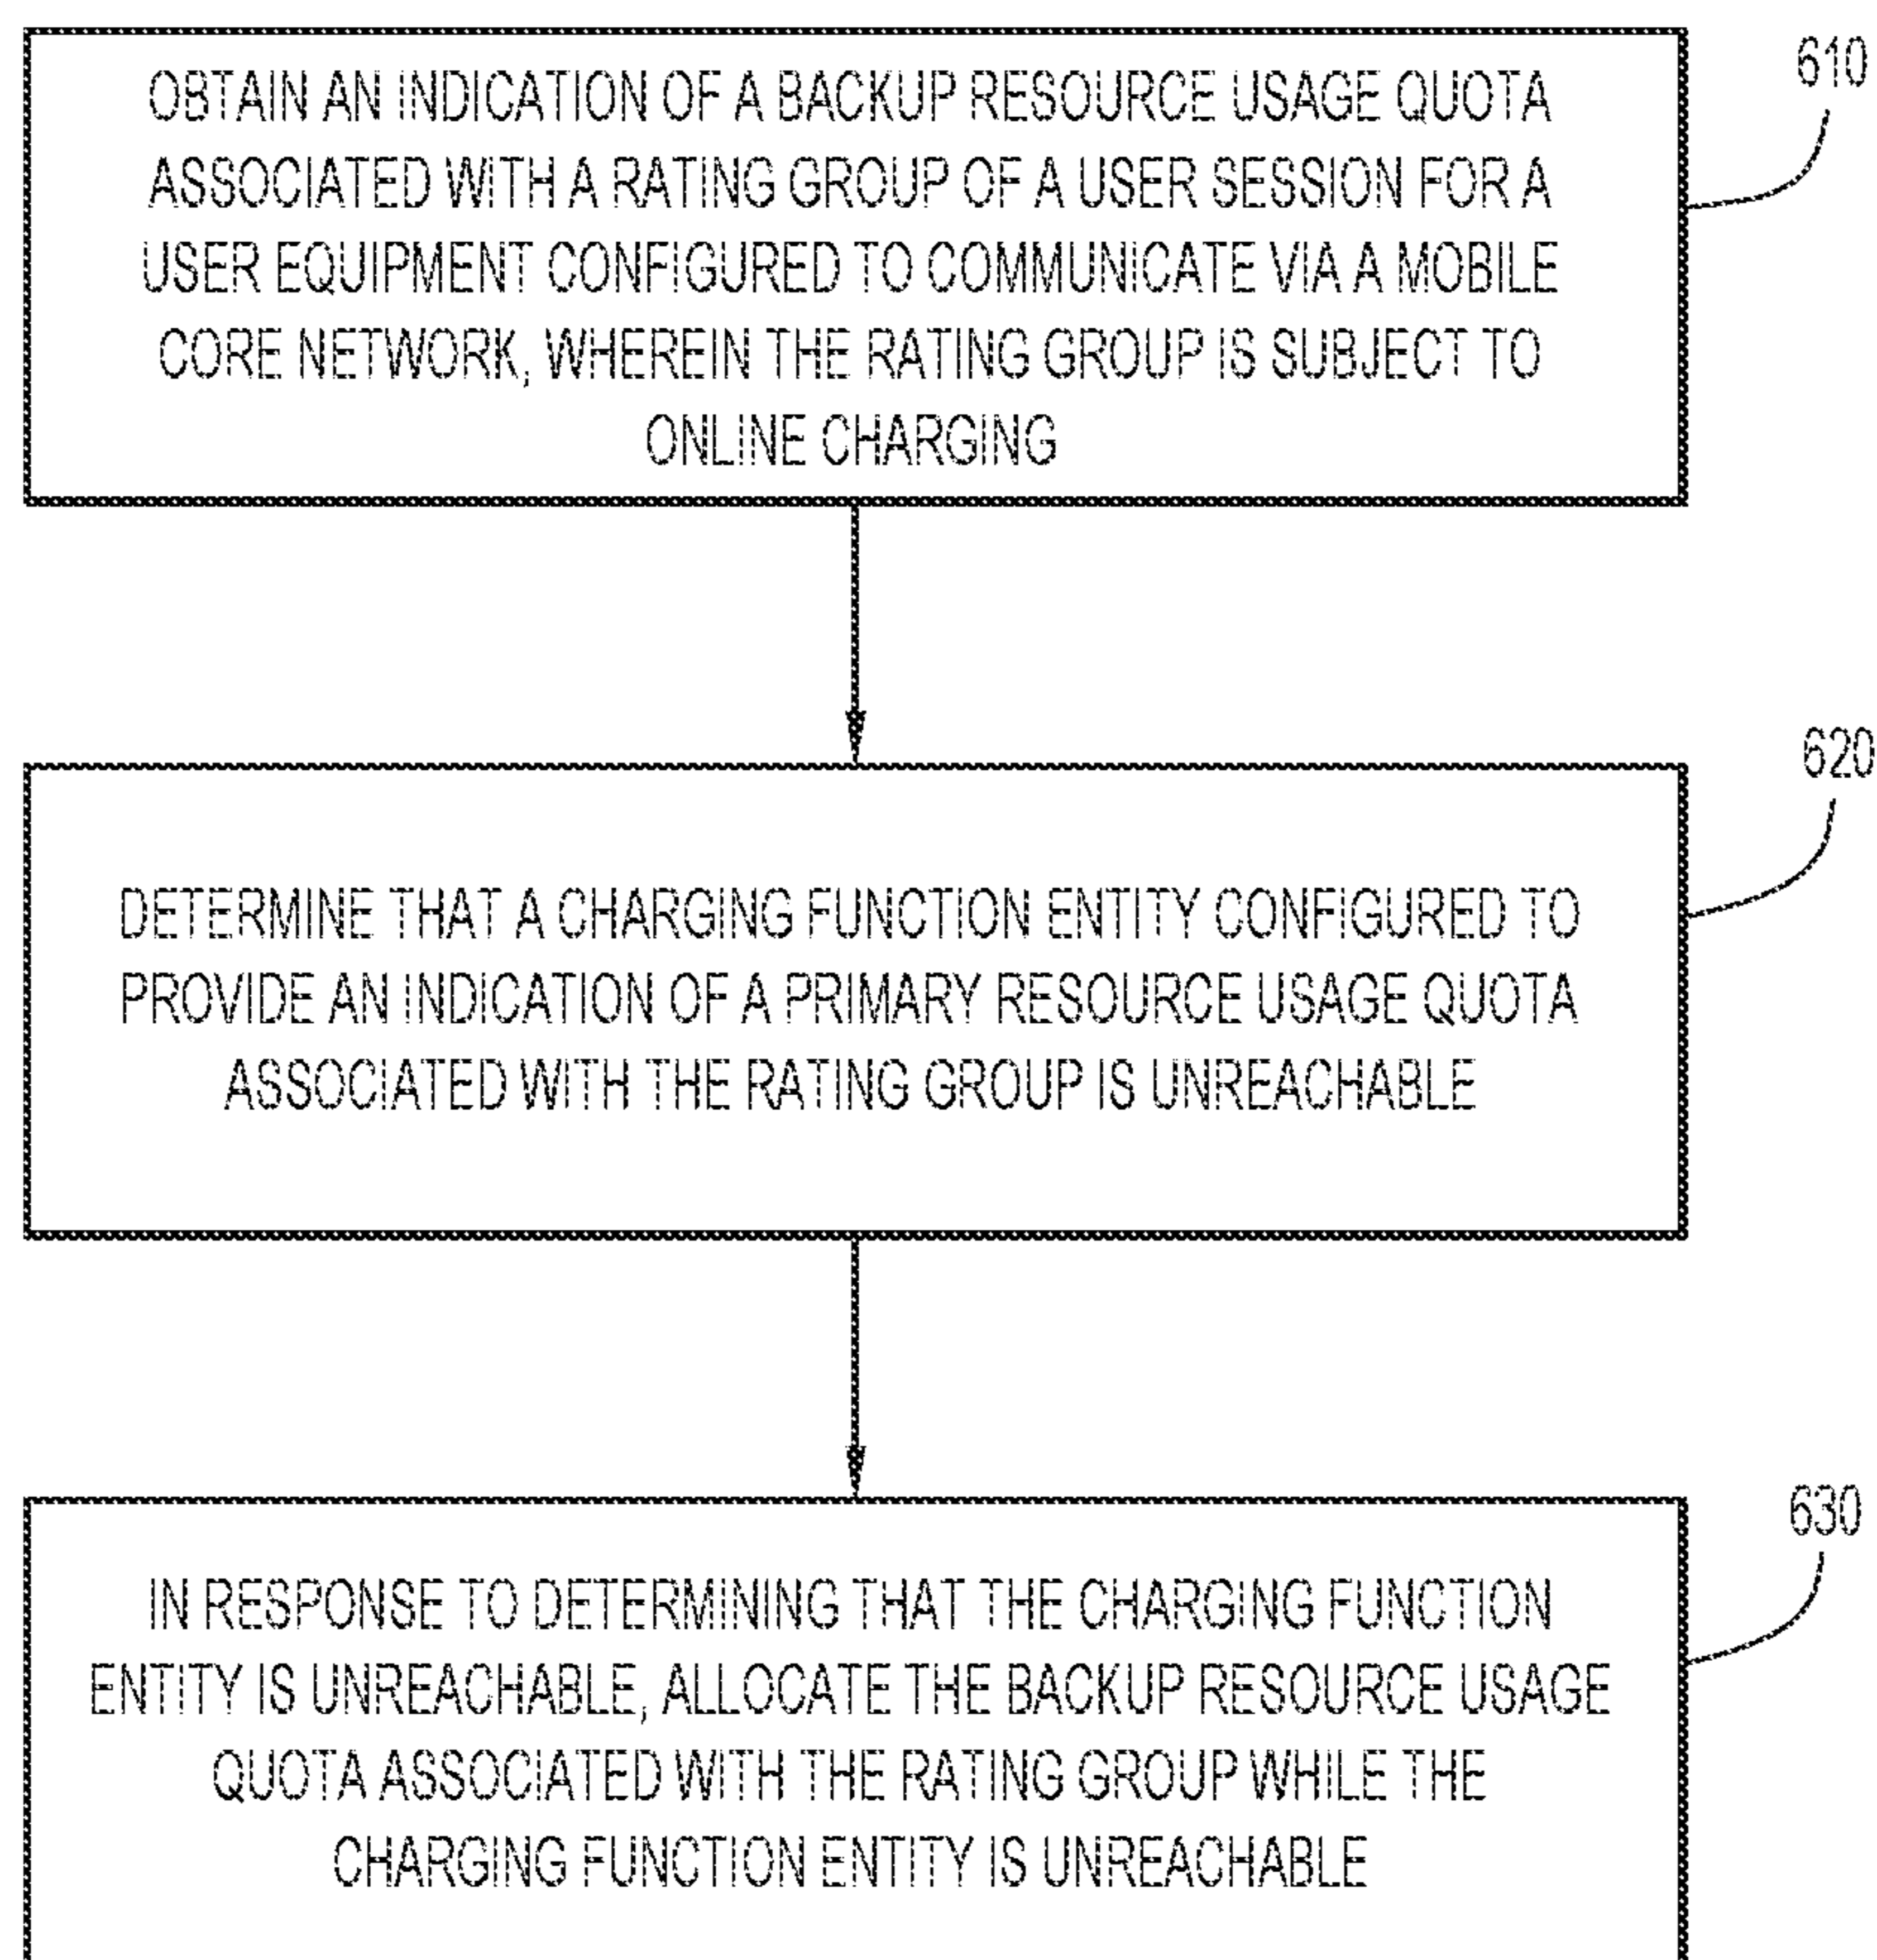 OBTAIN AN INDICATION OF A BACKUP RESOURCE USAGE QUOTA
ASSOCIATED WITH A RATING GROUP OF A USER SESSION FOR A
USER EQUIPMENT CONFIGURED TO COMMUNICATE VIA A MOBILE
CORE NETWORK, WHEREIN THE RATING GROUP IS SUBJECT TO
ONLINE CHARGING
610
DETERMINE THAT A CHARGING FUNCTION ENTITY CONFIGURED TO
PROVIDE AN INDICATION OF A PRIMARY RESOURCE USAGE QUOTA
ASSOCIATED WITH THE RATING GROUP IS UNREACHABLE
620
IN RESPONSE TO DETERMINING THAT THE CHARGING FUNCTION
ENTITY IS UNREACHABLE, ALLOCATE THE BACKUP RESOURCE USAGE
QUOTA ASSOCIATED WITH THE RATING GROUP WHILE THE
CHARGING FUNCTION ENTITY IS UNREACHABLE
630